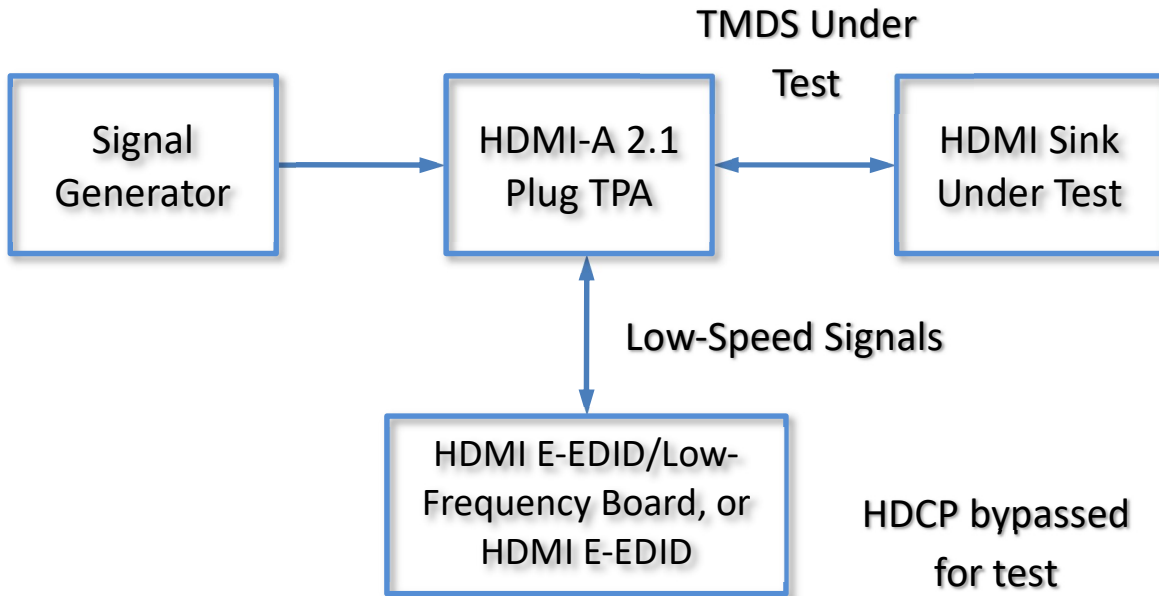 TMDS Under
Test
Signal
Generator
HDMI-A 2.1
Plug TPA
HDMI Sink
Under Test
Low-Speed Signals
HDMI E-EDID/Low-
Frequency Board, or
HDMI E-EDID
HDCP bypassed
for test